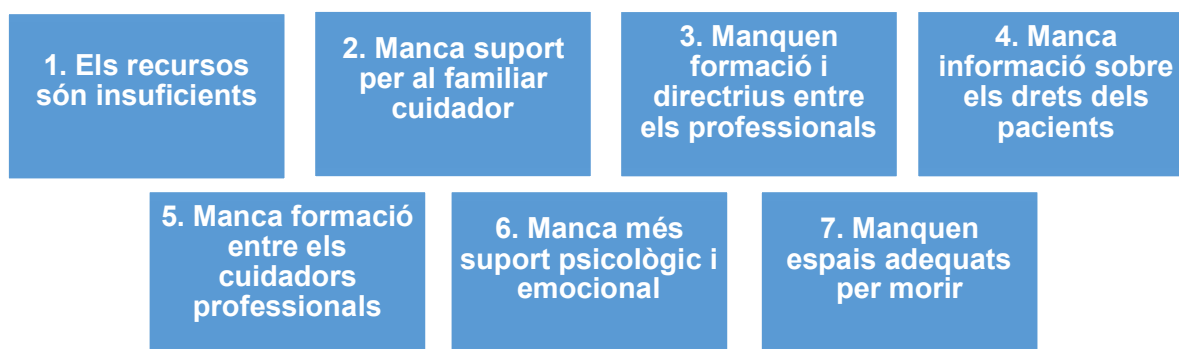 1. Els recursos
són insuficients
2. Manca suport
per al familiar
cuidador
3. Manquen
formació i
directrius entre
els professionals
4. Manca
informació sobre
els drets dels
pacients
5. Manca formació
entre els
cuidadors
professionals
6. Manca més
suport psicològic i
emocional
7. Manquen
espais adequats
per morir